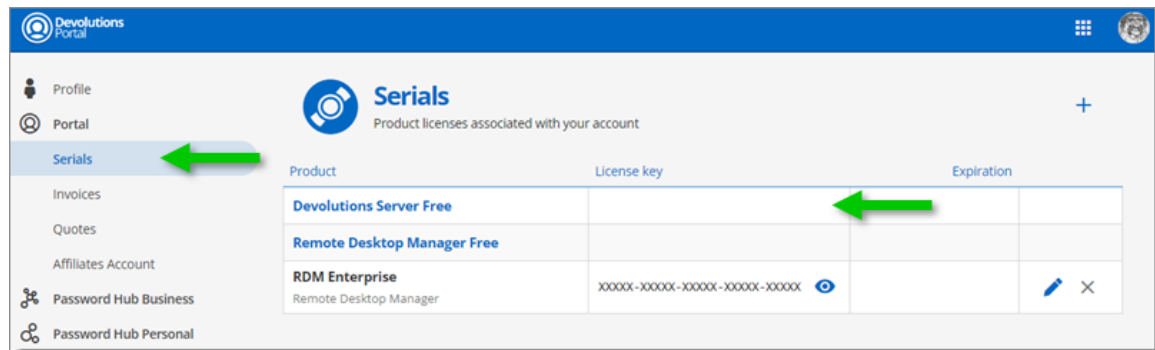 Devolutions
Portal
Profile
Portal
Serials
Invoices
Quotes
Affiliates Account
Password Hub Business
Password Hub Personal
Serials
Product licenses associated with your account
Product License key Expiration
Devolutions Server Free
Remote Desktop Manager Free
RDM Enterprise
Remote Desktop Manager
XXXXX-XXXXX-XXXXX-XXXXX-XXXXX